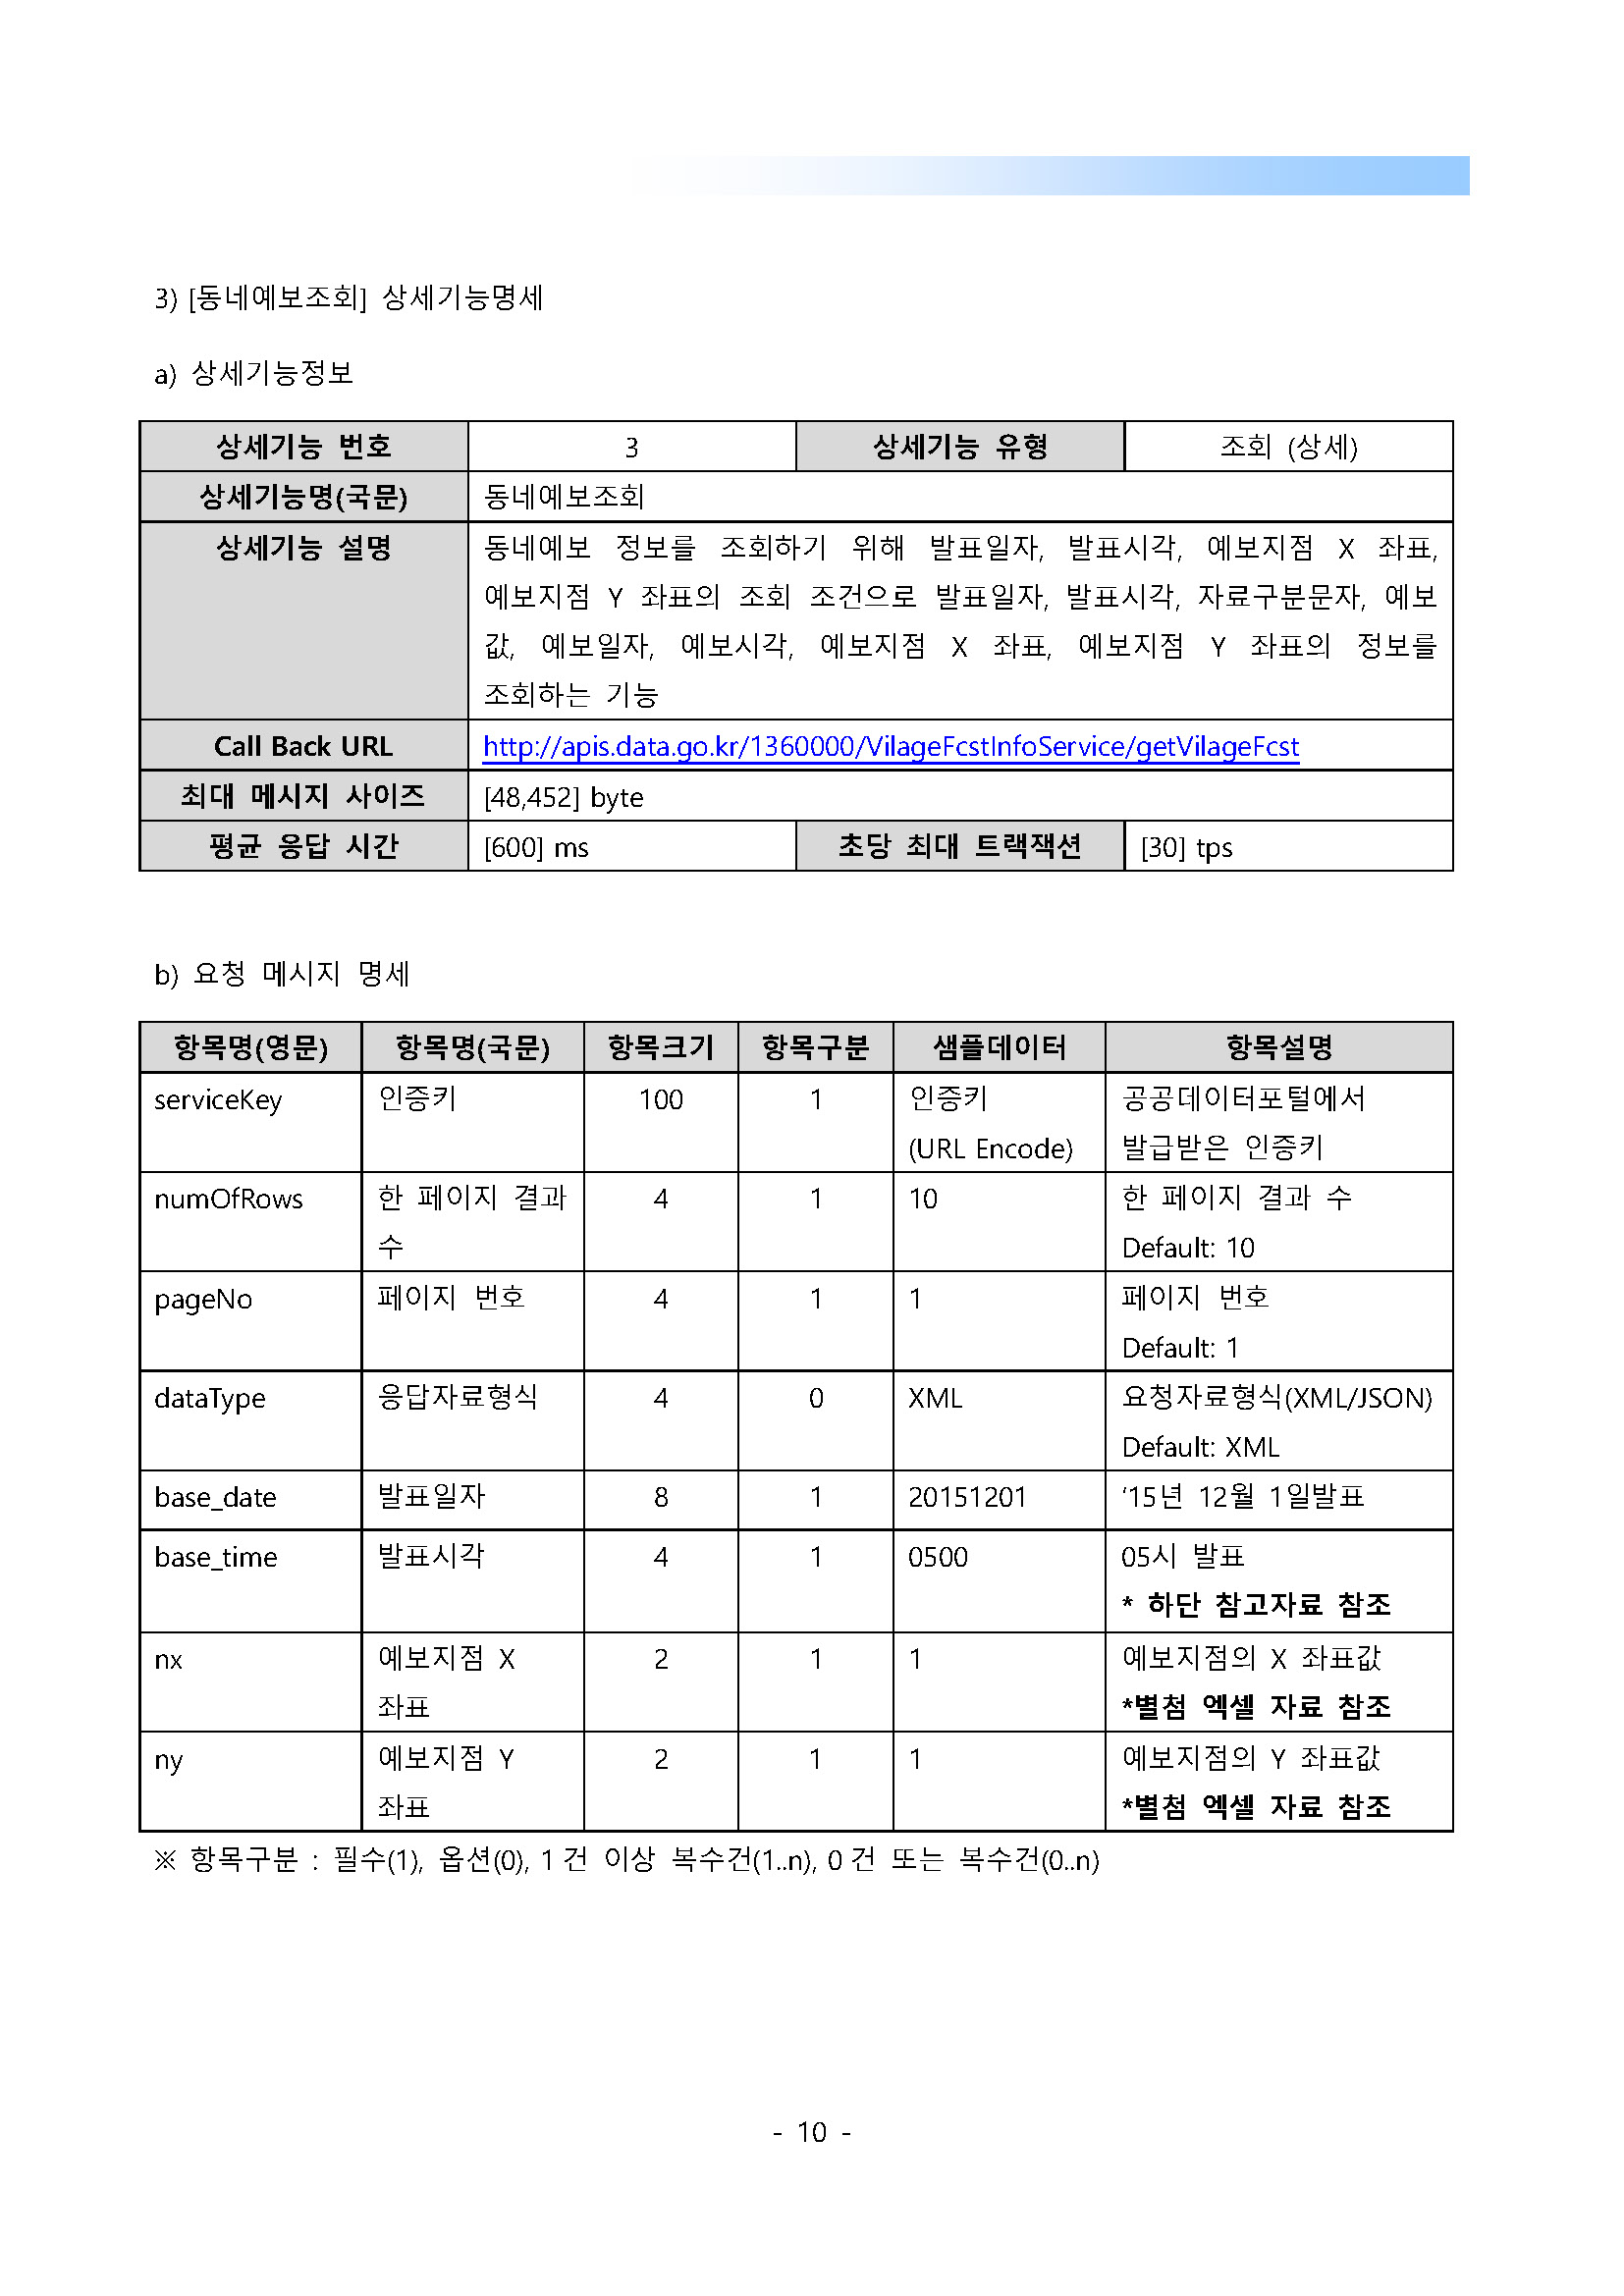 3) [동네예보조회] 상세기능명세
a) 상세기능정보
상세기능 번호 3 상세기능 유형 조회 (상세)
상세기능명(국문) 동네예보조회
상세기능 설명 동네예보 정보를 조회하기 위해 발표일자, 발표시각, 예보지점 X 좌표,
예보지점 Y 좌표의 조회 조건으로 발표일자, 발표시각, 자료구분문자, 예보
값, 예보일자, 예보시각, 예보지점 X 좌표, 예보지점 Y 좌표의 정보를
조회하는 기능
Call Back URL http://apis.data.go.kr/1360000/VilageFcstInfoService/getVilageFcst
최대 메시지 사이즈 [48,452] byte
평균 응답 시간 [600] ms 초당 최대 트랙잭션 [30] tps
b) 요청 메시지 명세
항목명(영문) 항목명(국문) 항목크기 항목구분 샘플데이터 항목설명
serviceKey 인증키 100 1 인증키 공공데이터포털에서
(URL Encode) 발급받은 인증키
numOfRows 한 페이지 결과 4 1 10 한 페이지 결과 수
수 Default: 10
pageNo 페이지 번호 4 1 1 페이지 번호
Default: 1
dataType 응답자료형식 4 0 XML 요청자료형식(XML/JSON)
Default: XML
base_date 발표일자 8 1 20151201 ‘15년 12월 1일발표
base_time 발표시각 4 1 0500 05시 발표
* 하단 참고자료 참조
nx 예보지점 X 2 1 1 예보지점의 X 좌표값
좌표 *별첨 엑셀 자료 참조
ny 예보지점 Y 2 1 1 예보지점의 Y 좌표값
좌표 *별첨 엑셀 자료 참조
※ 항목구분 : 필수(1), 옵션(0), 1 건 이상 복수건(1..n), 0 건 또는 복수건(0..n)
- 10 -